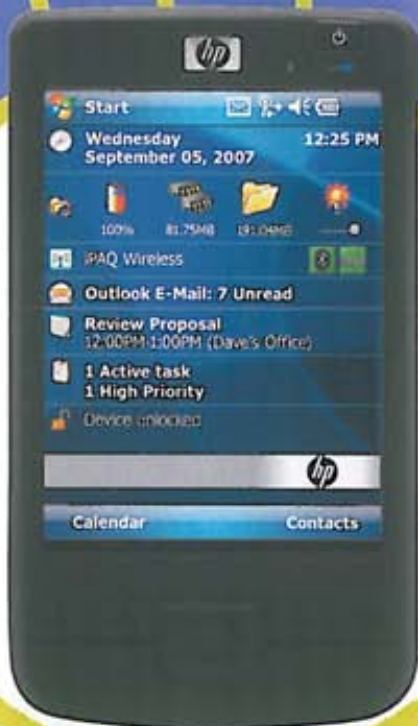 hp
Start
Wednesday 12:25 PM
September 05, 2007
100% 81.75MB 191.04MB
iPAQ Wireless
Outlook E-Mail: 7 Unread
Review Proposal
12:00PM-1:00PM (Dave's Office)
1 Active task
1 High Priority
Device unlocked
hp
Calendar Contacts